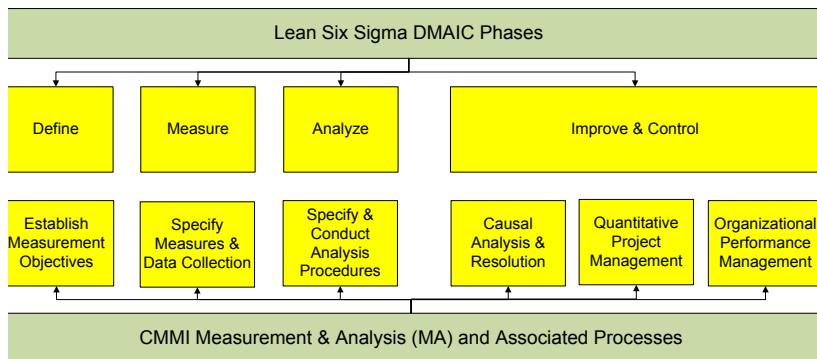 Lean Six Sigma DMAIC Phases
Define
Measure
Analyze
Improve & Control
Establish
Measurement
Objectives
Specify
Measures &
Data Collection
Specify &
Conduct
Analysis
Procedures
Causal
Analysis &
Resolution
Quantitative
Project
Management
Organizational
Performance
Management
CMMI Measurement & Analysis (MA) and Associated Processes